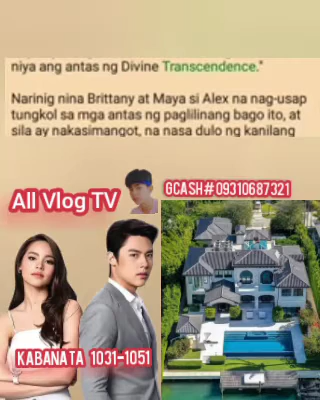 niya ang antas ng Divine Transcendence."
Narinig nina Brittany at Maya si Alex na nag-usap
tungkol sa mga antas ng paglilinang bago ito, at
sila ay nakasimangot, na nasa dulo ng kanilang
All Vlog TV
GCASH# 09310687321
KABANATA 1031-1051